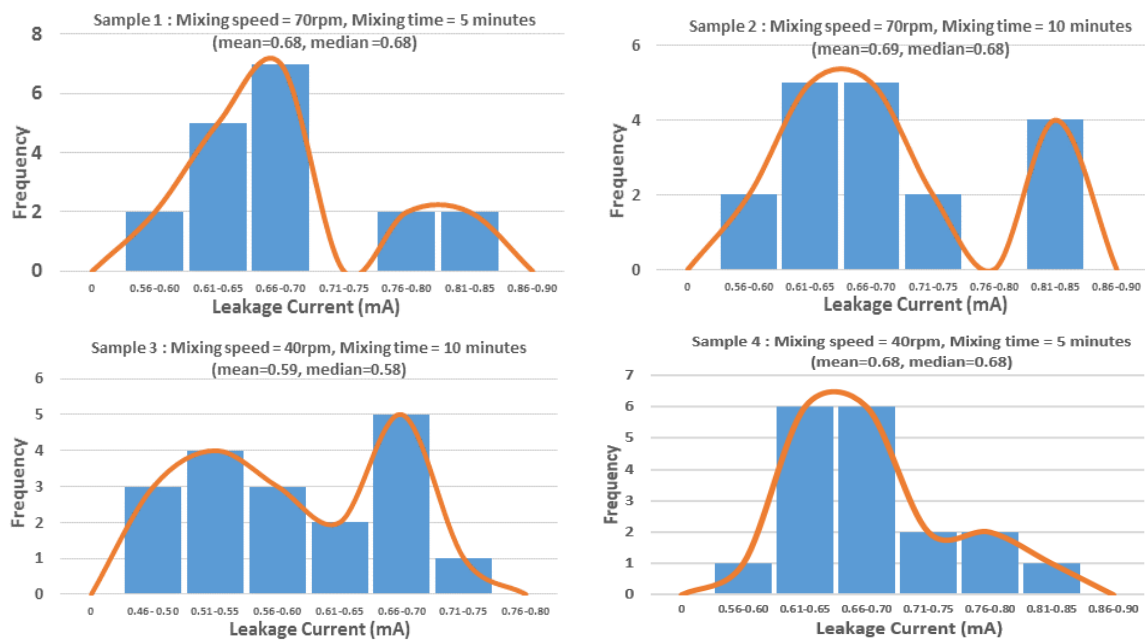 Sample 1 : Mixing speed = 70rpm, Mixing time = 5 minutes
(mean=0.68, median =0.68)
8
6
4
2
0
Frequency
0 0.56-0.60 0.61-0.65 0.66-0.70 0.71-0.75 0.76-0.80 0.81-0.85 0.86-0.90
Leakage Current (mA)
Sample 2 : Mixing speed = 70rpm, Mixing time = 10 minutes
(mean=0.69, median=0.68)
6
4
2
0
Frequency
0 0.56-0.60 0.61-0.65 0.66-0.70 0.71-0.75 0.76-0.80 0.81-0.85 0.86-0.90
Leakage Current (mA)
Sample 3 : Mixing speed = 40rpm, Mixing time = 10 minutes
(mean=0.59, median=0.58)
6
5
4
3
2
1
0
Frequency
0 0.46- 0.50 0.51-0.55 0.56-0.60 0.61-0.65 0.66-0.70 0.71-0.75 0.76-0.80
Leakage Current (mA)
Sample 4 : Mixing speed = 40rpm, Mixing time = 5 minutes
(mean=0.68, median=0.68)
7
6
5
4
3
2
1
0
Frequency
0 0.56-0.60 0.61-0.65 0.66-0.70 0.71-0.75 0.76-0.80 0.81-0.85 0.86-0.90
Leakage Current (mA)